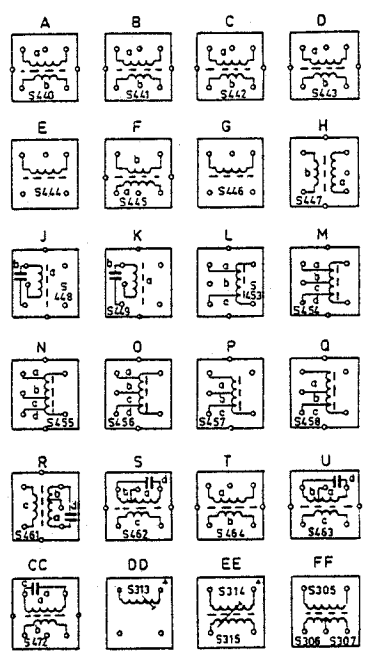 A B C D
a a a a
b b b b
S440 S441 S442 S443
E F G H
b
S444 a S446 b a
S445 S447
J K L M
b a b a a b c a b c d
S448 S449 S453 S454
N O P Q
a b c d a b c d a b c a b c
S455 S456 S457 S458
R S T U
c b a b a d a b a d
c b c
S461 S462 S464 S463
CC DD EE FF
c a S313 S314 S305
b
S472 S315 S306 S307